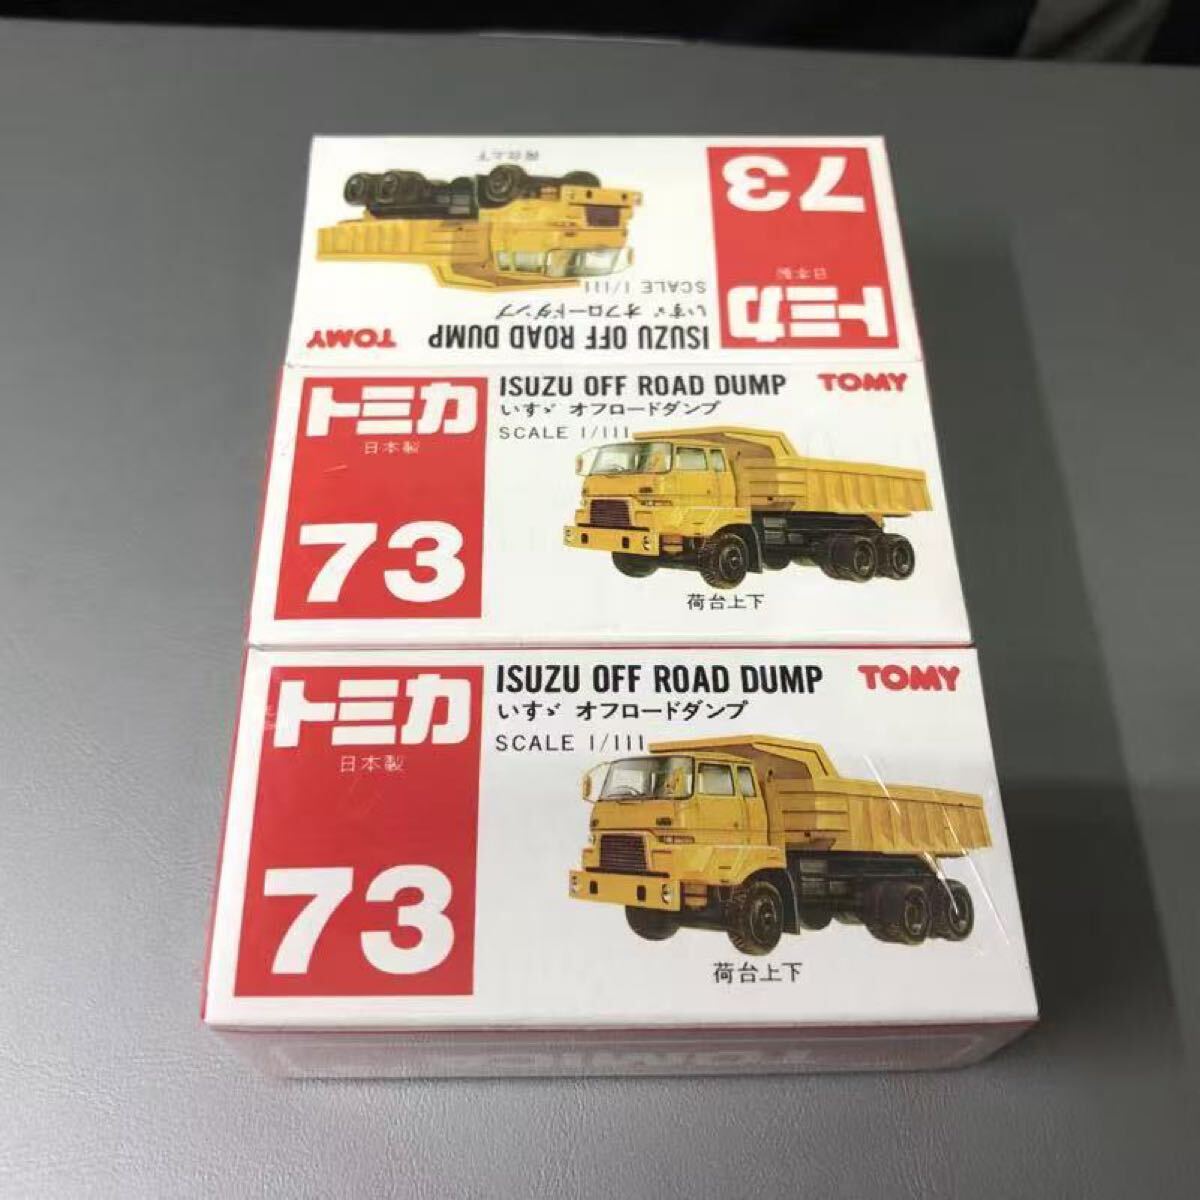 トミカ
日本製
73
ISUZU OFF ROAD DUMP
TOMY
いすゞ オフロードダンプ
SCALE 1/111
荷台上下
トミカ
日本製
73
ISUZU OFF ROAD DUMP
TOMY
いすゞ オフロードダンプ
SCALE 1/111
荷台上下
トミカ
日本製
73
ISUZU OFF ROAD DUMP
TOMY
いすゞ オフロードダンプ
SCALE 1/111
荷台上下
TOMICA